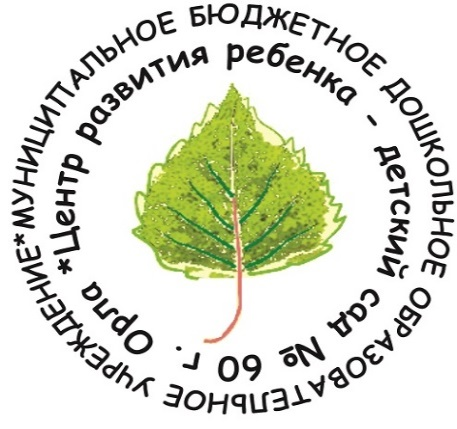 *МУНИЦИПАЛЬНОЕ БЮДЖЕТНОЕ ДОШКОЛЬНОЕ ОБРАЗОВАТЕЛЬНОЕ УЧРЕЖДЕНИЕ
*Центр развития ребенка - детский сад № 60 г. Орла